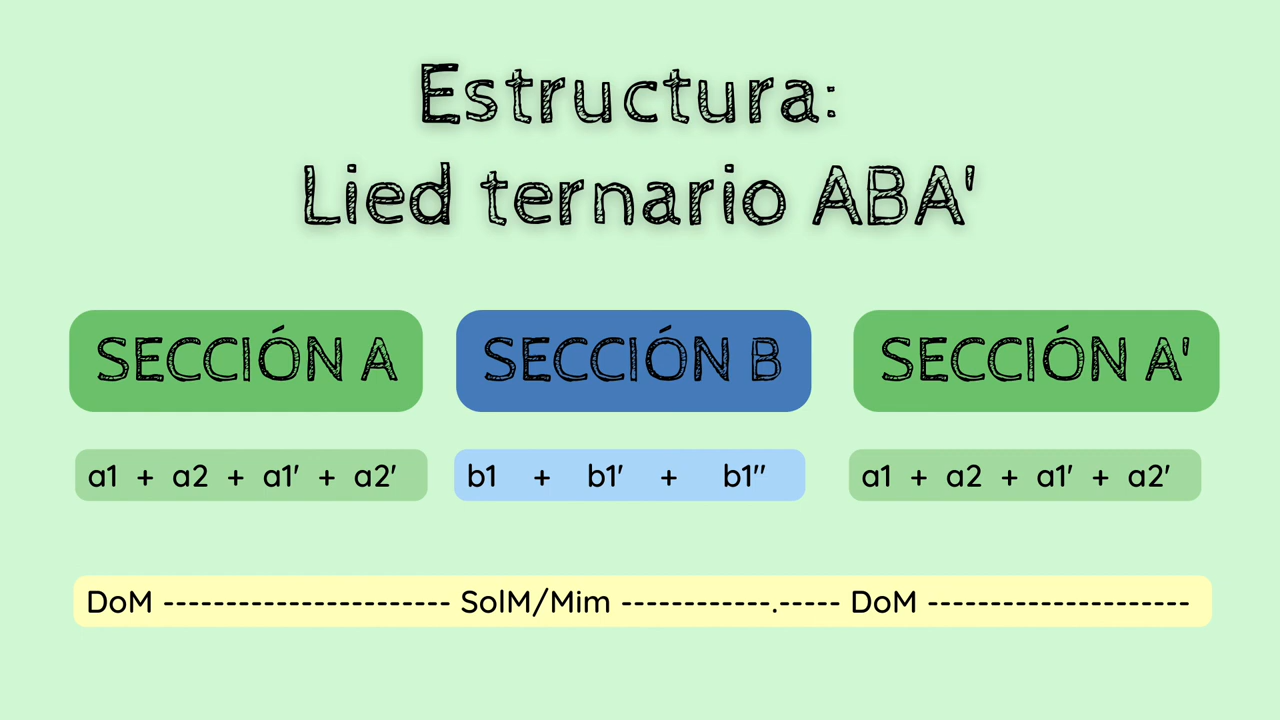 Estructura:
Lied ternario ABA'
SECCIÓN A SECCIÓN B SECCIÓN A'
a1 + a2 + a1' + a2' b1 + b1' + b1'' a1 + a2 + a1' + a2'
DoM ----------------------- SolM/Mim ------------.----- DoM ---------------------